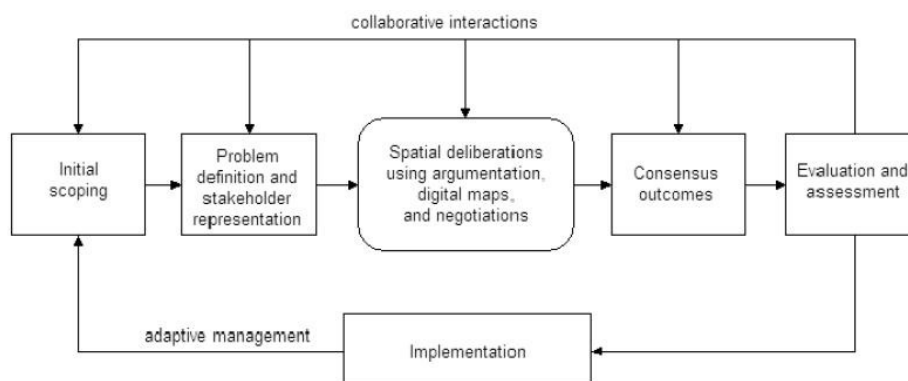 collaborative interactions
Initial
scoping
Problem
definition and
stakeholder
representation
Spatial deliberations
using argumentation,
digital maps,
and negotiations
Consensus
outcomes
Evaluation and
assessment
adaptive management
Implementation